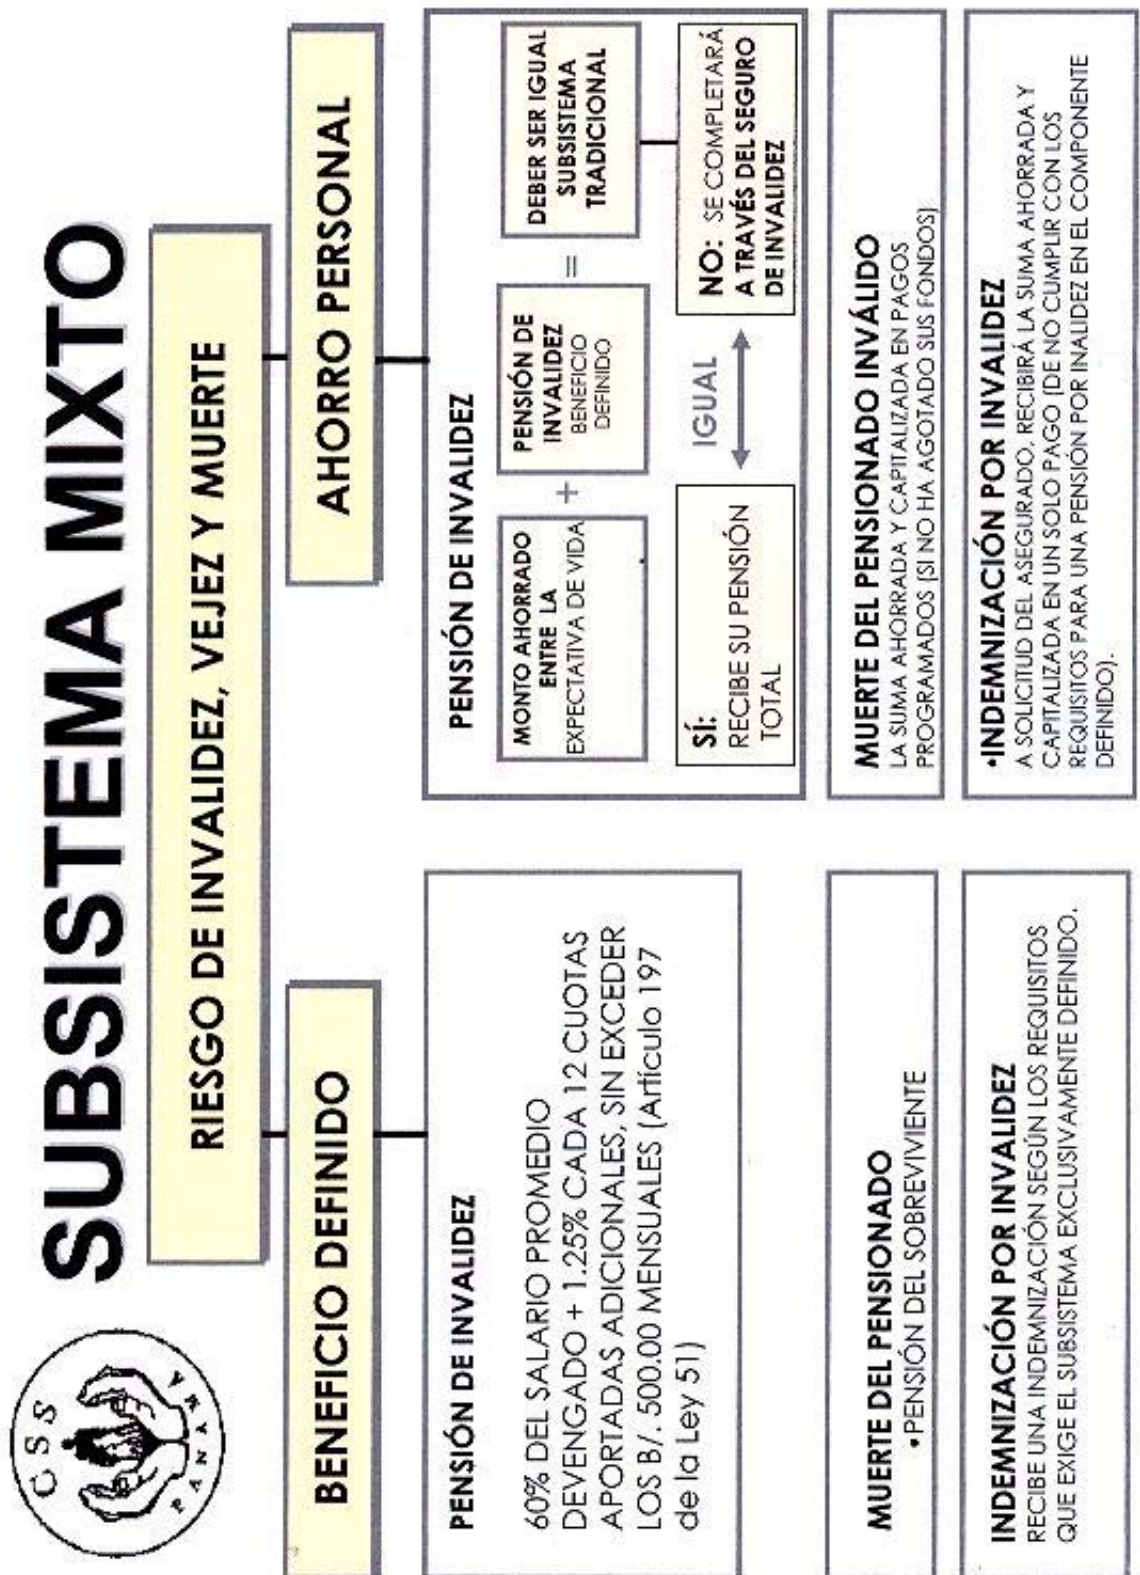 CSS
PANAMA
SUBSISTEMA MIXTO
RIESGO DE INVALIDEZ, VEJEZ Y MUERTE
BENEFICIO DEFINIDO
PENSIÓN DE INVALIDEZ
60% DEL SALARIO PROMEDIO
DEVENGADO + 1.25% CADA 12 CUOTAS
APORTADAS ADICIONALES, SIN EXCEDER
LOS B/. 500.00 MENSUALES (Artículo 197
de la Ley 51)
MUERTE DEL PENSIONADO
•PENSIÓN DEL SOBREVIVIENTE
INDEMNIZACIÓN POR INVALIDEZ
RECIBE UNA INDEMNIZACIÓN SEGÚN LOS REQUISITOS
QUE EXIGE EL SUBSISTEMA EXCLUSIVAMENTE DEFINIDO.
AHORRO PERSONAL
PENSIÓN DE INVALIDEZ
MONTO AHORRADO
ENTRE LA
EXPECTATIVA DE VIDA
+
PENSIÓN DE
INVALIDEZ
BENEFICIO
DEFINIDO
=
DEBER SER IGUAL
SUBSISTEMA
TRADICIONAL
SÍ:
RECIBE SU PENSIÓN
TOTAL
IGUAL
NO: SE COMPLETARÁ
A TRAVÉS DEL SEGURO
DE INVALIDEZ
MUERTE DEL PENSIONADO INVÁLIDO
LA SUMA AHORRADA Y CAPITALIZADA EN PAGOS
PROGRAMADOS (SI NO HA AGOTADO SUS FONDOS)
•INDEMNIZACIÓN POR INVALIDEZ
A SOLICITUD DEL ASEGURADO, RECIBIRÁ LA SUMA AHORRADA Y
CAPITALIZADA EN UN SOLO PAGO (DE NO CUMPLIR CON LOS
REQUISITOS PARA UNA PENSIÓN POR INALIDEZ EN EL COMPONENTE
DEFINIDO).